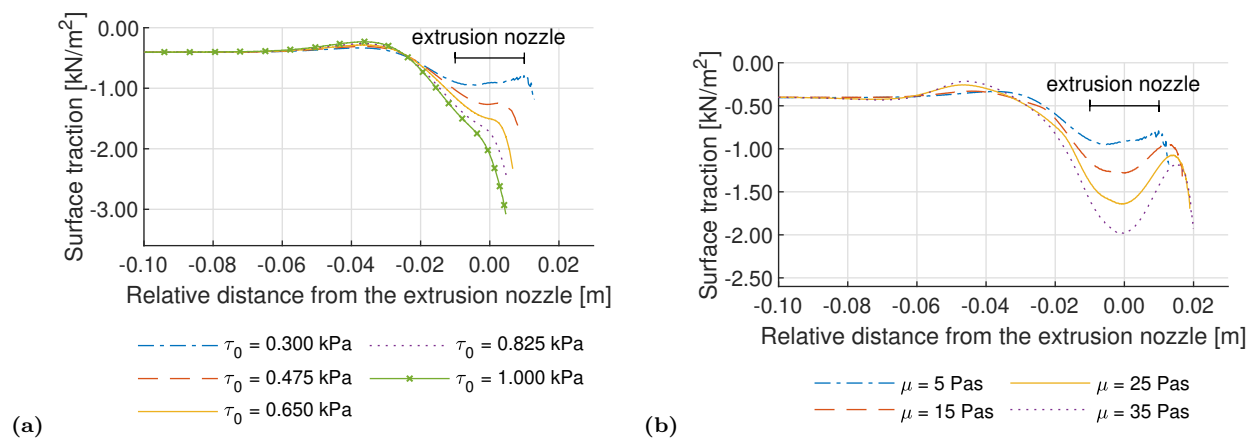 0.00
-1.00
-2.00
-3.00
Surface traction [kN/m²]
extrusion nozzle
-0.10 -0.08 -0.06 -0.04 -0.02 0.00 0.02
Relative distance from the extrusion nozzle [m]
τ₀ = 0.300 kPa τ₀ = 0.825 kPa
τ₀ = 0.475 kPa τ₀ = 1.000 kPa
τ₀ = 0.650 kPa
(a)
0.00
-0.50
-1.00
-1.50
-2.00
-2.50
Surface traction [kN/m²]
extrusion nozzle
-0.10 -0.08 -0.06 -0.04 -0.02 0.00 0.02
Relative distance from the extrusion nozzle [m]
μ = 5 Pas μ = 25 Pas
μ = 15 Pas μ = 35 Pas
(b)